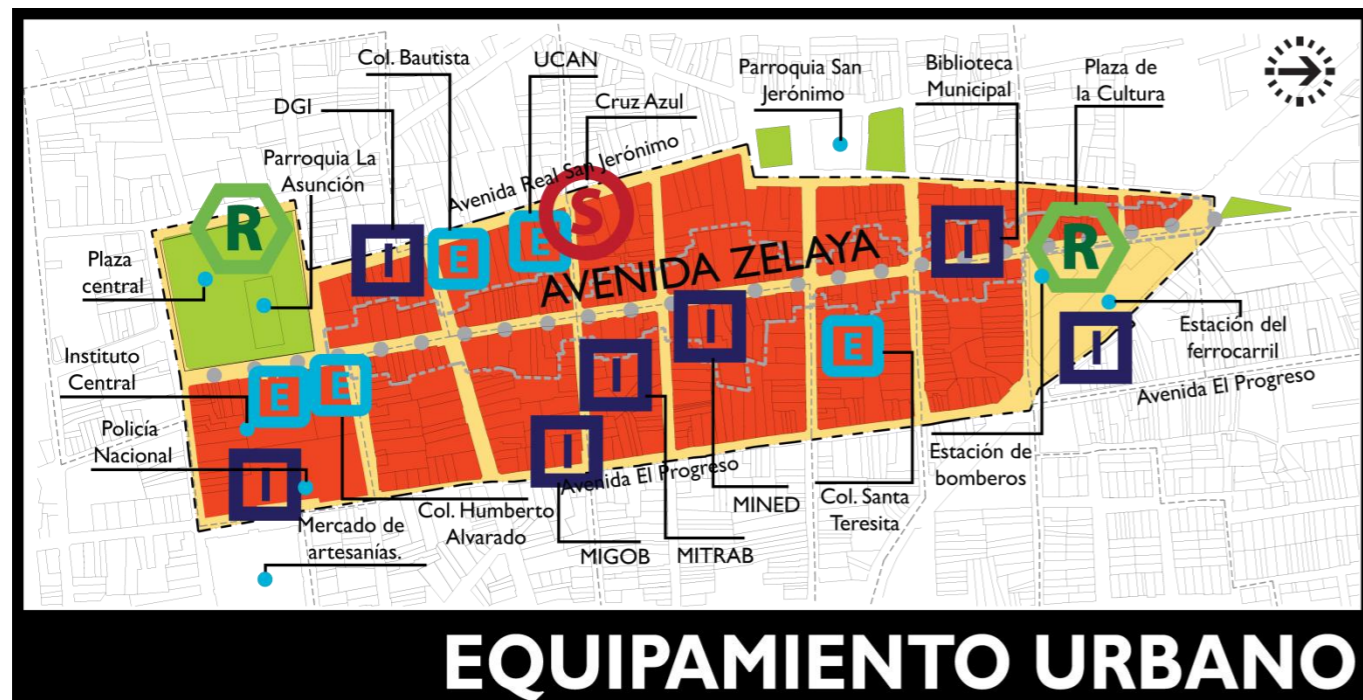 Col. Bautista
UCAN
Parroquia San
Jerónimo
Biblioteca
Municipal
Plaza de
la Cultura
DGI
Cruz Azul
Parroquia La
Asunción
Avenida Real San Jerónimo
R
S
I
E
E
I
R
Plaza
central
AVENIDA ZELAYA
I
E
I
I
Estación del
ferrocarril
Instituto
Central
E
E
Avenida El Progreso
Policía
Nacional
I
I
Avenida El Progreso
Estación de
bomberos
Mercado de
artesanías.
Col. Humberto
Alvarado
MINED
Col. Santa
Teresita
MIGOB
MITRAB
EQUIPAMIENTO URBANO